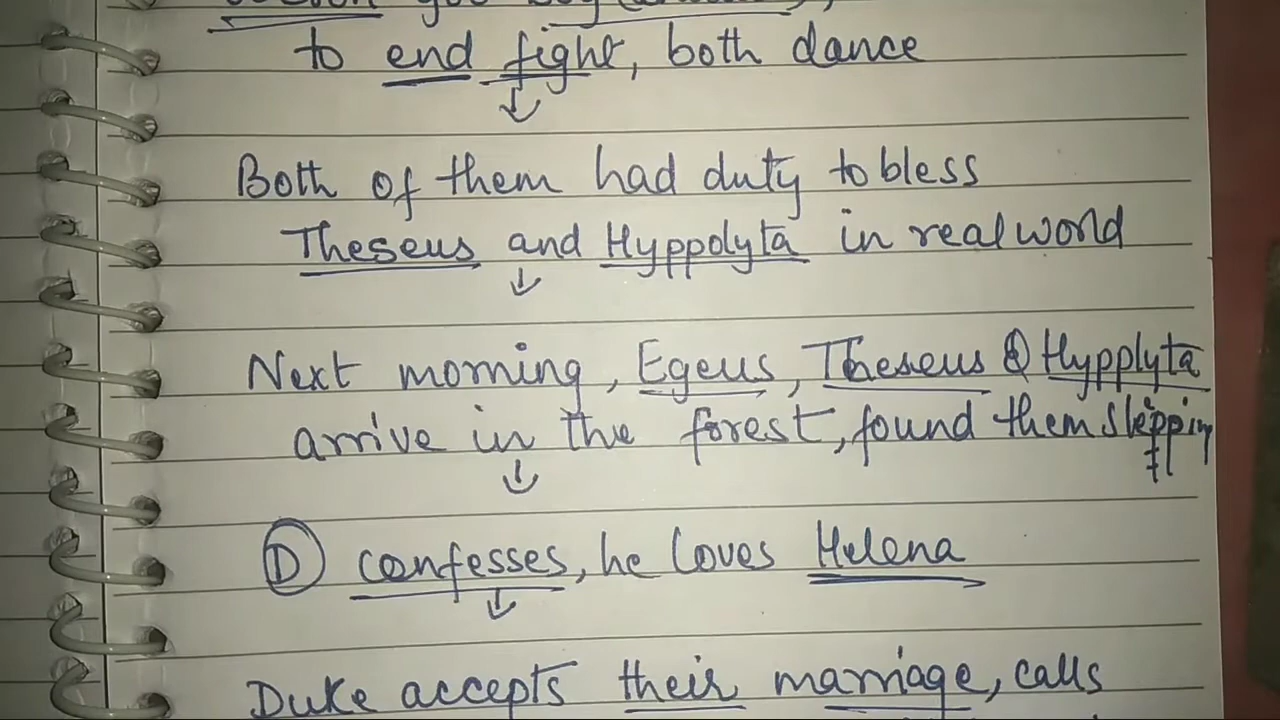 to end fight, both dance
↓
Both of them had duty to bless
Theseus and Hyppolyta in real world
↓
Next morning, Egeus, Theseus & Hypplyta
arrive in the forest, found them slepping
↓
D confesses, he loves Helena
↓
Duke accepts their marriage, calls